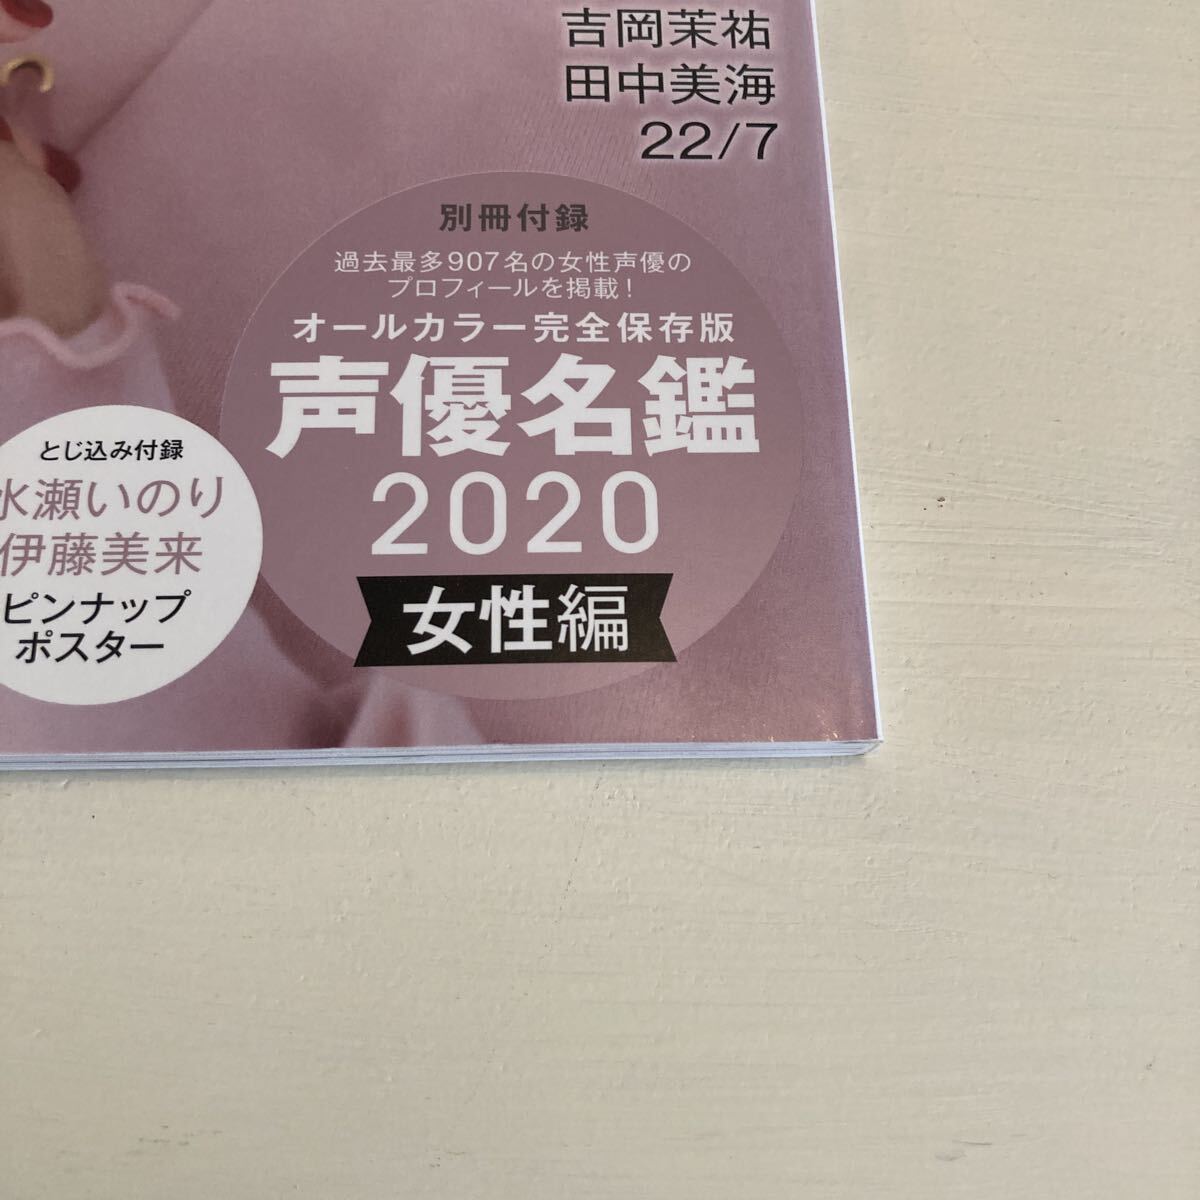 吉岡茉祐
田中美海
22/7
別冊付録
過去最多907名の女性声優の
プロフィールを掲載！
オールカラー完全保存版
声優名鑑
2020
女性編
とじ込み付録
水瀬いのり
伊藤美来
ピンナップ
ポスター